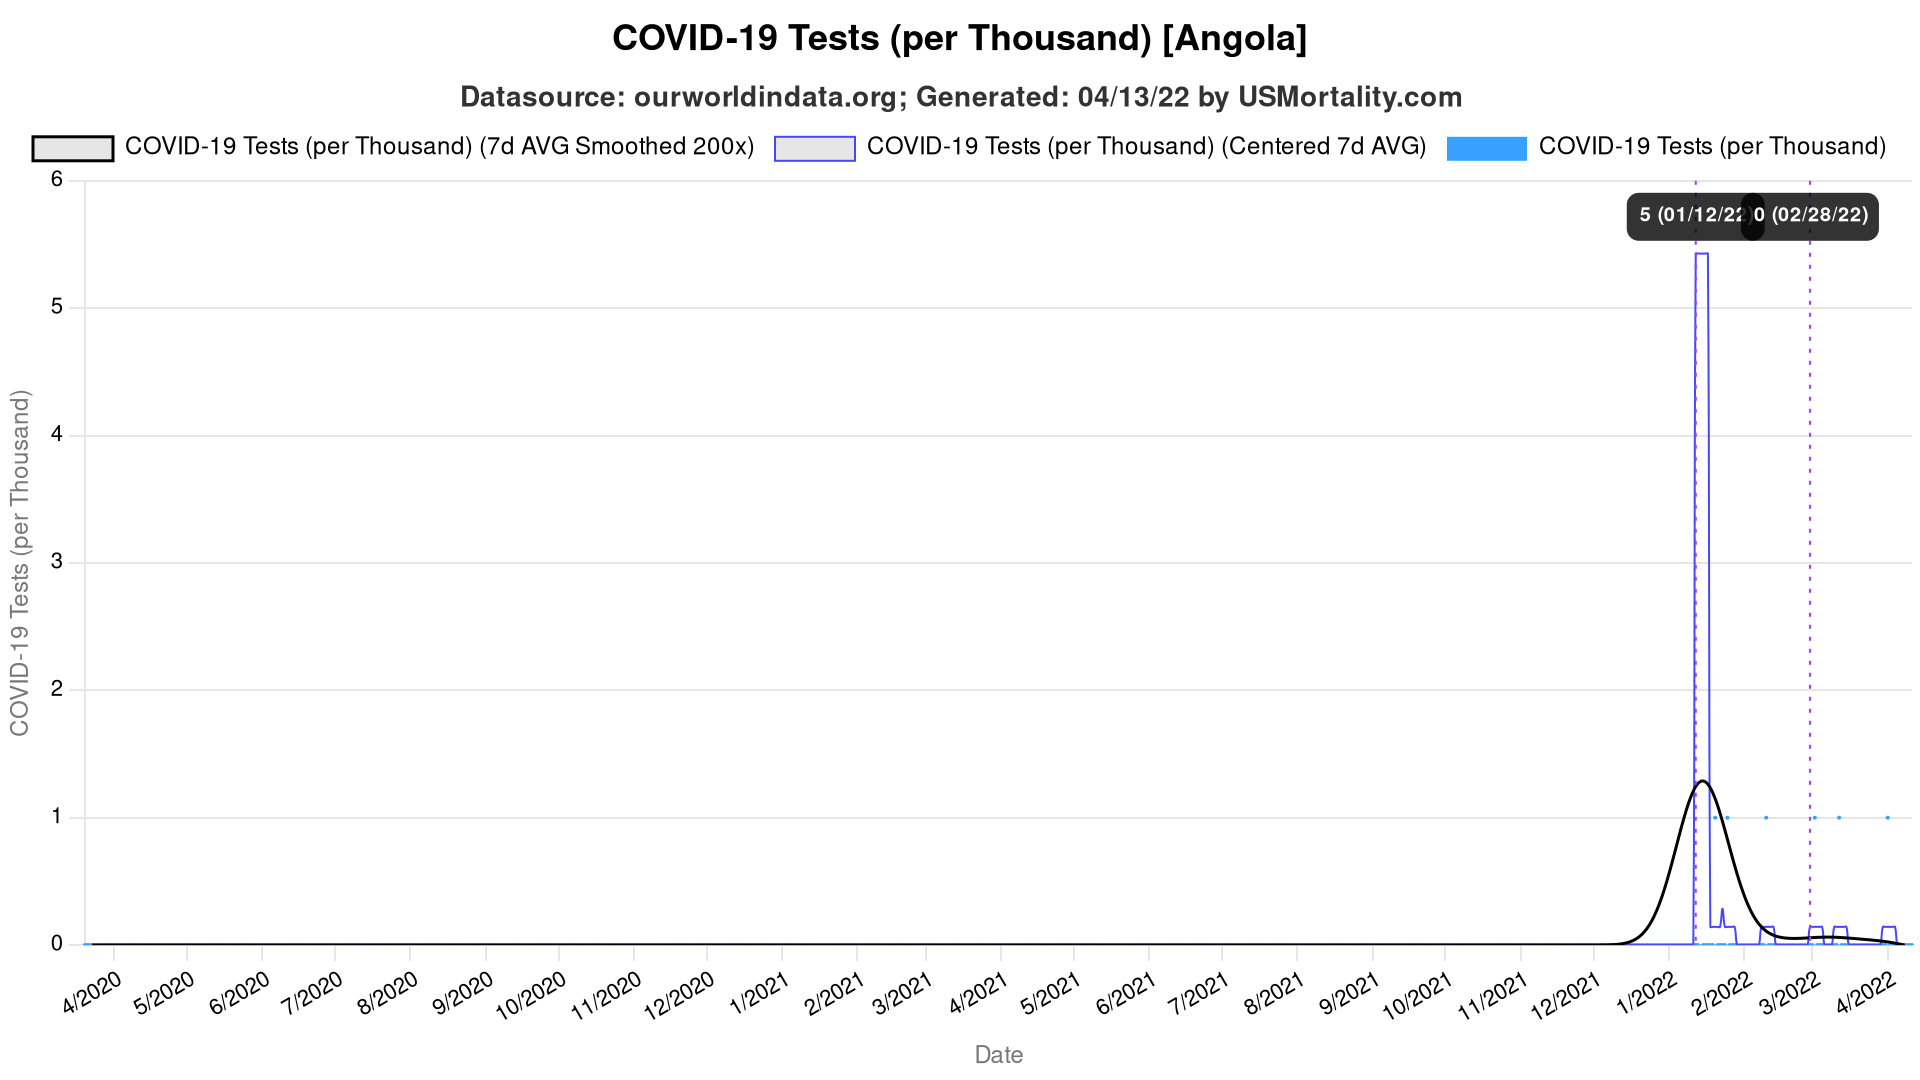 COVID-19 Tests (per Thousand) [Angola]
Datasource: ourworldindata.org; Generated: 04/13/22 by USMortality.com
COVID-19 Tests (per Thousand) (7d AVG Smoothed 200x) COVID-19 Tests (per Thousand) (Centered 7d AVG) COVID-19 Tests (per Thousand)
5 (01/12/22) 0 (02/28/22)
6
5
4
3
2
1
0
COVID-19 Tests (per Thousand)
4/2020 5/2020 6/2020 7/2020 8/2020 9/2020 10/2020 11/2020 12/2020 1/2021 2/2021 3/2021 4/2021 5/2021 6/2021 7/2021 8/2021 9/2021 10/2021 11/2021 12/2021 1/2022 2/2022 3/2022 4/2022
Date